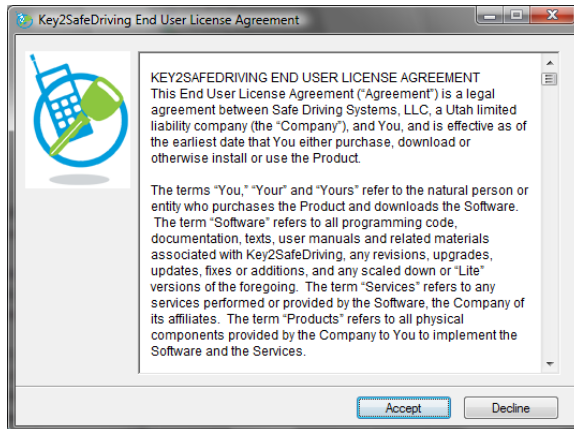 Key2SafeDriving End User License Agreement
KEY2SAFEDRIVING END USER LICENSE AGREEMENT
This End User License Agreement (“Agreement”) is a legal
agreement between Safe Driving Systems, LLC, a Utah limited
liability company (the “Company”), and You, and is effective as of
the earliest date that You either purchase, download or
otherwise install or use the Product.
The terms “You,” “Your” and “Yours” refer to the natural person or
entity who purchases the Product and downloads the Software.
The term “Software” refers to all programming code,
documentation, texts, user manuals and related materials
associated with Key2SafeDriving, any revisions, upgrades,
updates, fixes or additions, and any scaled down or “Lite”
versions of the foregoing.  The term “Services” refers to any
services performed or provided by the Software, the Company of
its affiliates.  The term “Products” refers to all physical
components provided by the Company to You to implement the
Software and the Services.
Accept Decline